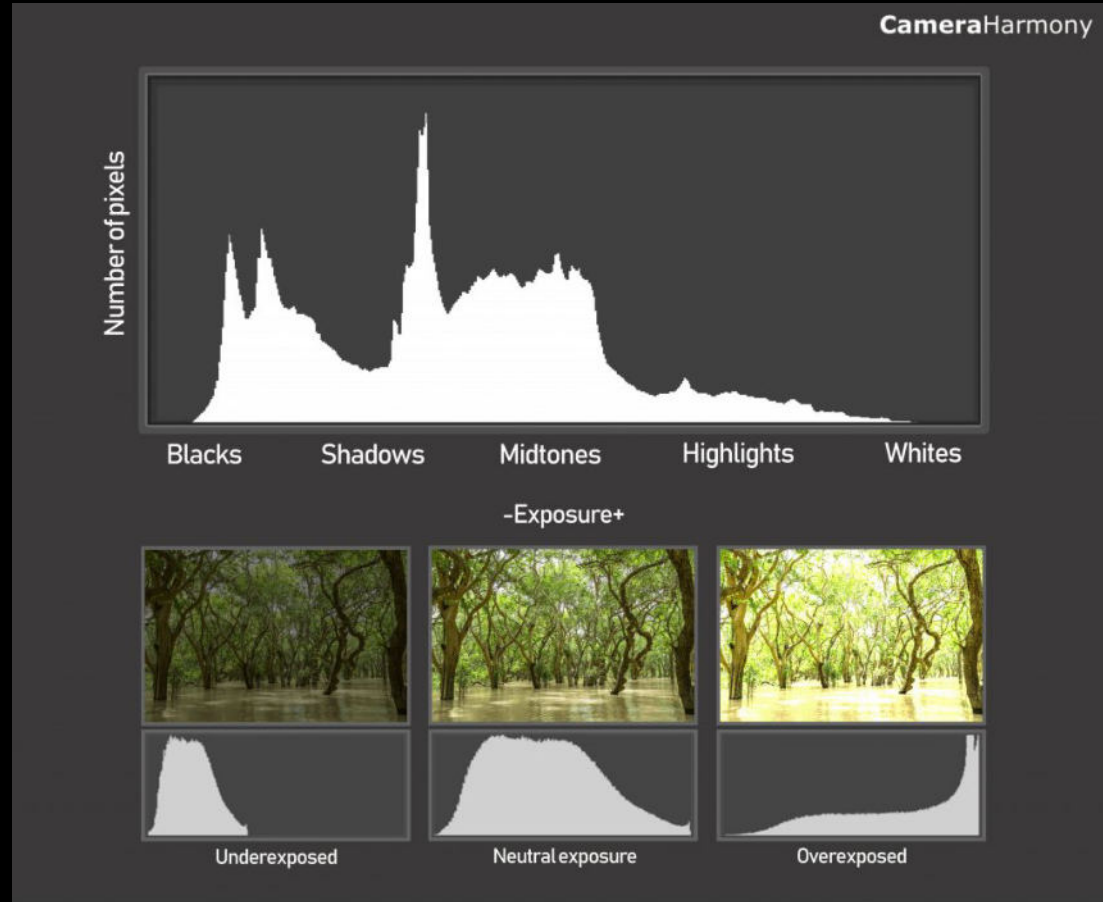 CameraHarmony
Number of pixels
Blacks Shadows Midtones Highlights Whites
-Exposure+
Underexposed Neutral exposure Overexposed